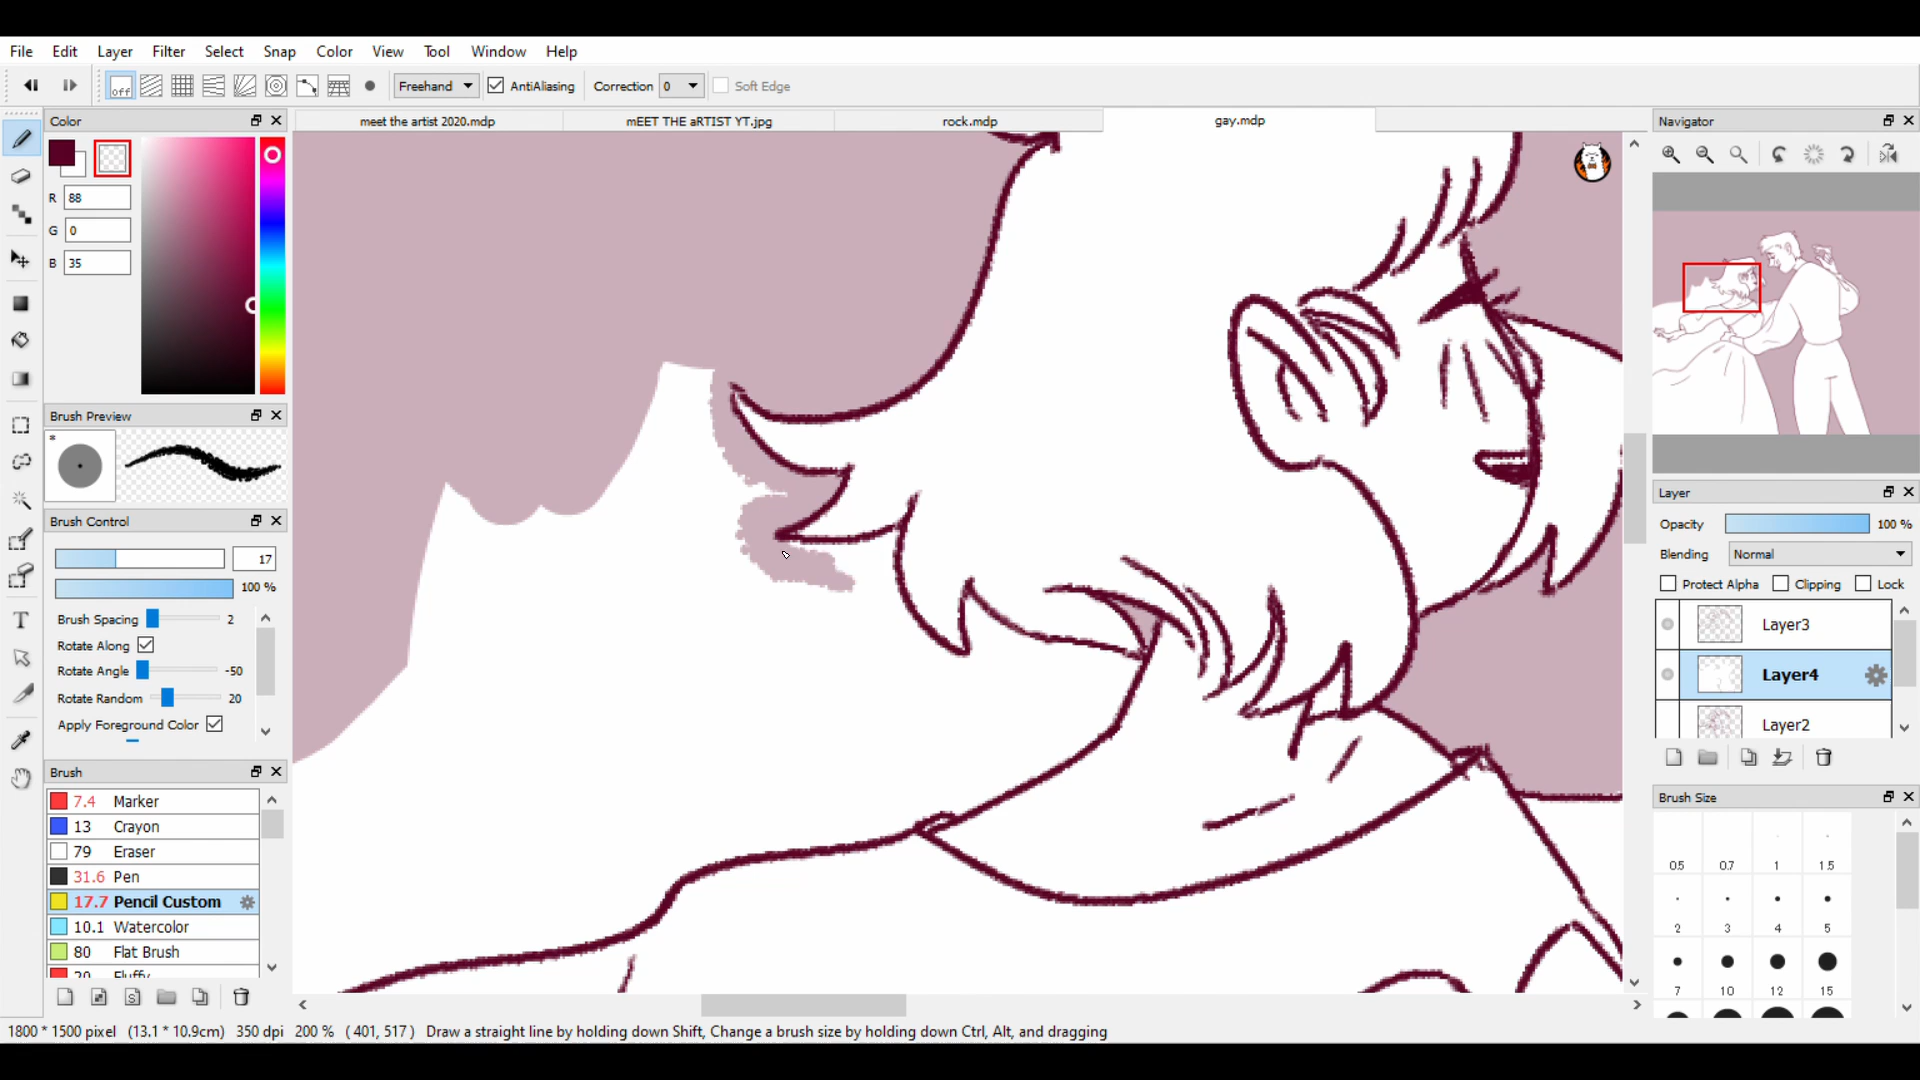 File Edit Layer Filter Select Snap Color View Tool Window Help
off Freehand AntiAliasing Correction 0 Soft Edge
Color
meet the artist 2020.mdp mEET THE aRTIST YT.jpg rock.mdp gay.mdp
Navigator
R 88
G 0
B 35
Brush Preview
*
Brush Control
17
100 %
Brush Spacing 2
Rotate Along
Rotate Angle -50
Rotate Random 20
Apply Foreground Color
Brush
7.4 Marker
13 Crayon
79 Eraser
31.6 Pen
17.7 Pencil Custom
10.1 Watercolor
80 Flat Brush
20 Fluffy
Layer
Opacity 100 %
Blending Normal
Protect Alpha Clipping Lock
Layer3
Layer4
Layer2
Brush Size
0.5 0.7 1 1.5
2 3 4 5
7 10 12 15
1800 * 1500 pixel (13.1 * 10.9cm) 350 dpi 200 % ( 401, 517 ) Draw a straight line by holding down Shift, Change a brush size by holding down Ctrl, Alt, and dragging